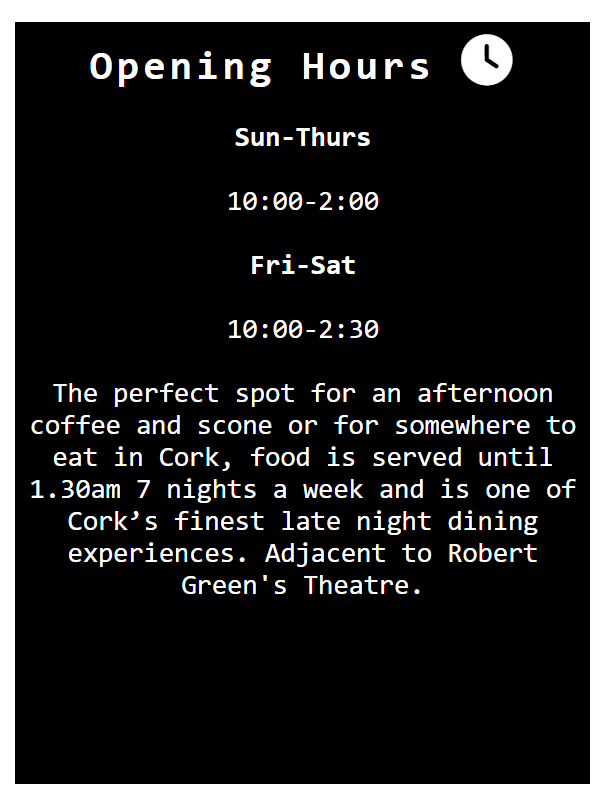 Opening Hours
Sun-Thurs
10:00-2:00
Fri-Sat
10:00-2:30
The perfect spot for an afternoon
coffee and scone or for somewhere to
eat in Cork, food is served until
1.30am 7 nights a week and is one of
Cork’s finest late night dining
experiences. Adjacent to Robert
Green's Theatre.